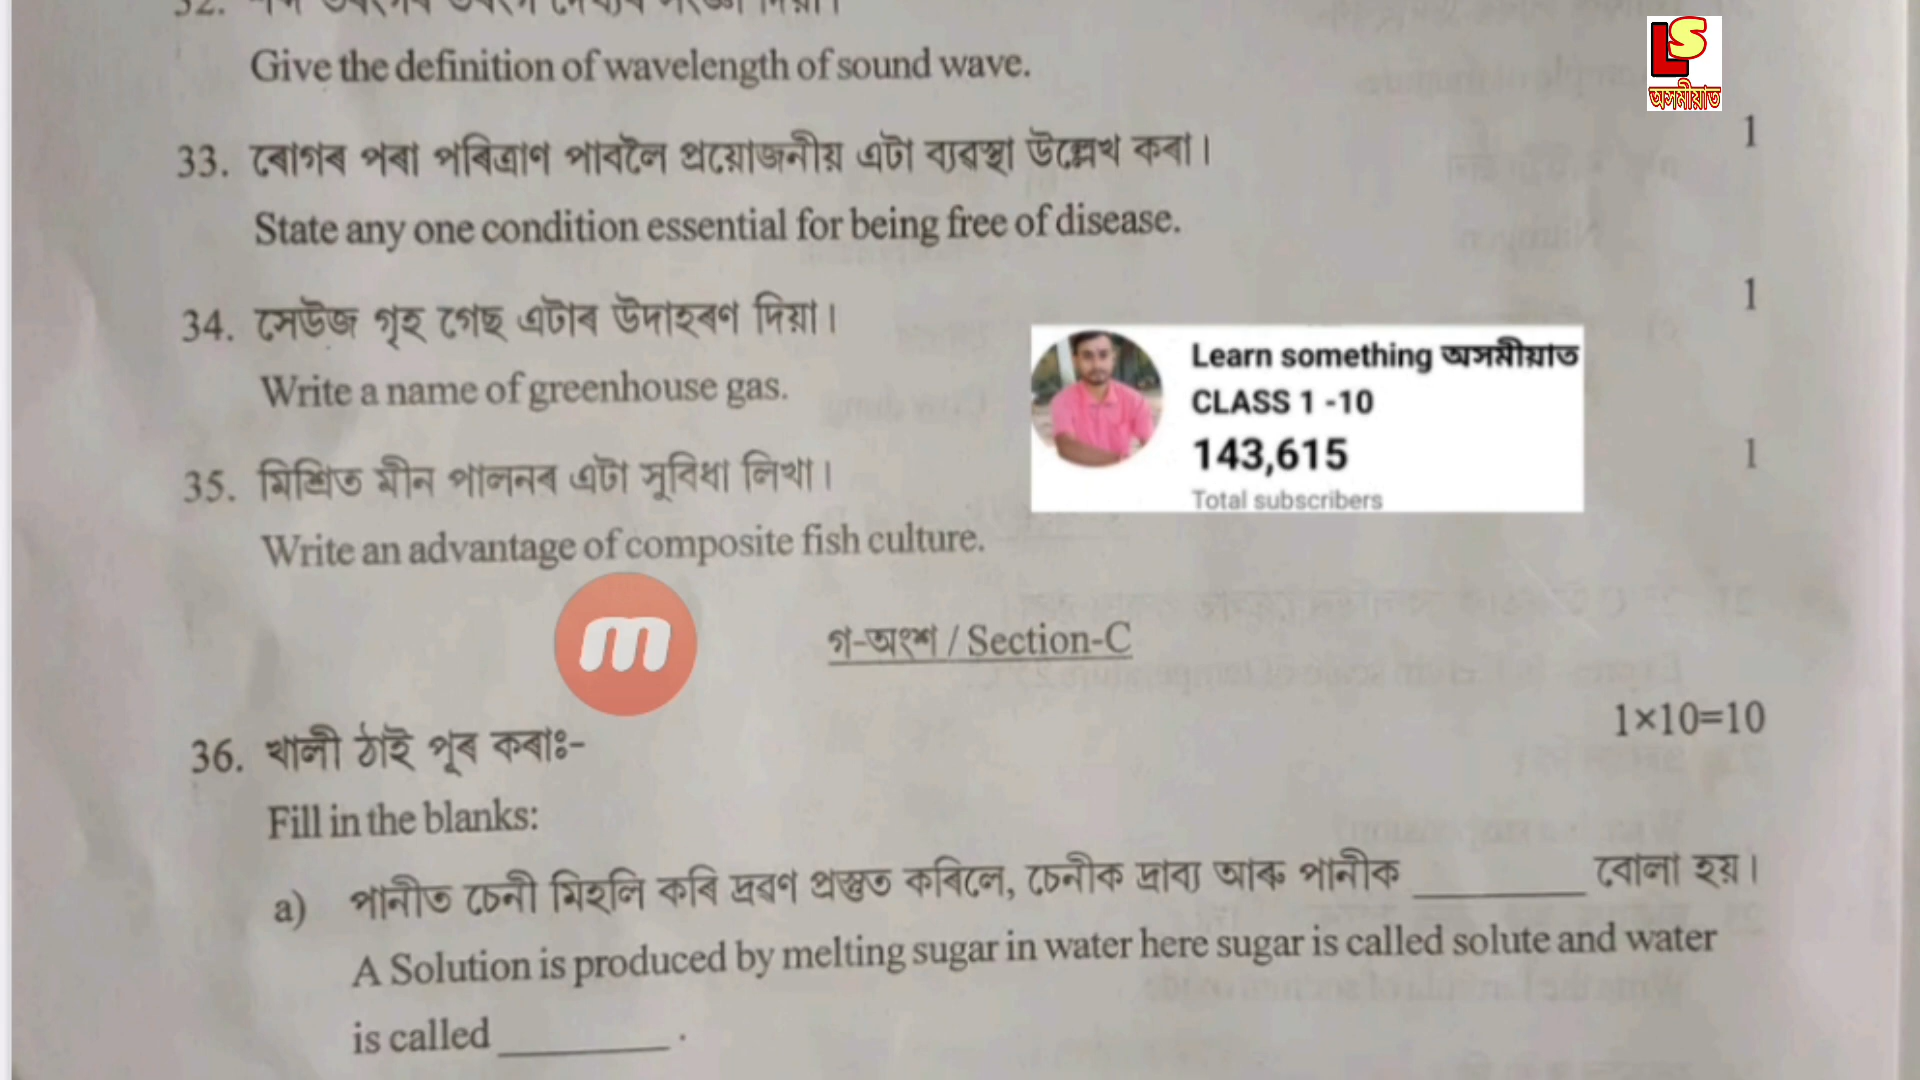 32.
Give the definition of wavelength of sound wave.
33. ৰোগৰ পৰা পৰিত্ৰাণ পাবলৈ প্ৰয়োজনীয় এটা ব্যৱস্থা উল্লেখ কৰা। 1
State any one condition essential for being free of disease.
34. সেউজ গৃহ গেছ এটাৰ উদাহৰণ দিয়া। 1
Write a name of greenhouse gas.
35. মিশ্ৰিত মীন পালনৰ এটা সুবিধা লিখা। 1
Write an advantage of composite fish culture.
গ-অংশ / Section-C
36. খালী ঠাই পূৰ কৰাঃ- 1×10=10
Fill in the blanks:
a) পানীত চেনী মিহলি কৰি দ্ৰৱণ প্ৰস্তুত কৰিলে, চেনীক দ্ৰাব্য আৰু পানীক ________ বোলা হয়।
A Solution is produced by melting sugar in water here sugar is called solute and water
is called ________ .
LS
অসমীয়াত
Learn something অসমীয়াত
CLASS 1 -10
143,615
Total subscribers
m